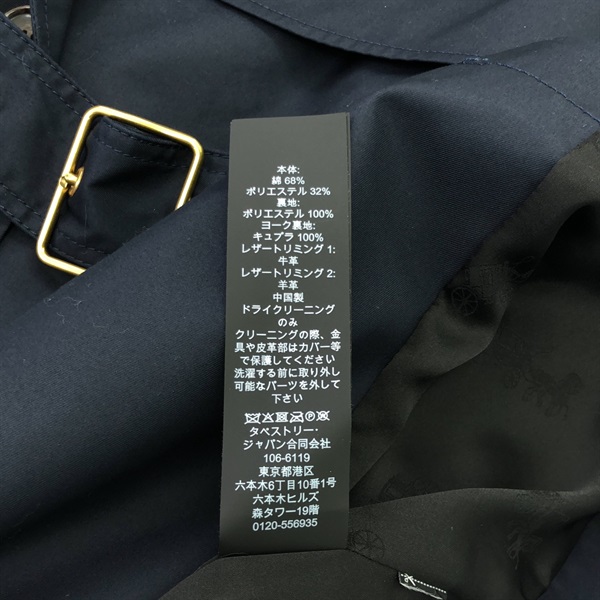 本体:
綿 68%
ポリエステル 32%
裏地:
ポリエステル 100%
ヨーク裏地:
キュプラ 100%
レザートリミング 1:
牛革
レザートリミング 2:
羊革
中国製
ドライクリーニング
のみ
クリーニングの際、金
具や皮革部はカバー等
で保護してください
洗濯する前に取り外し
可能なパーツを外して
下さい
タペストリー・
ジャパン合同会社
106-6119
東京都港区
六本木6丁目10番1号
六本木ヒルズ
森タワー19階
0120-556935